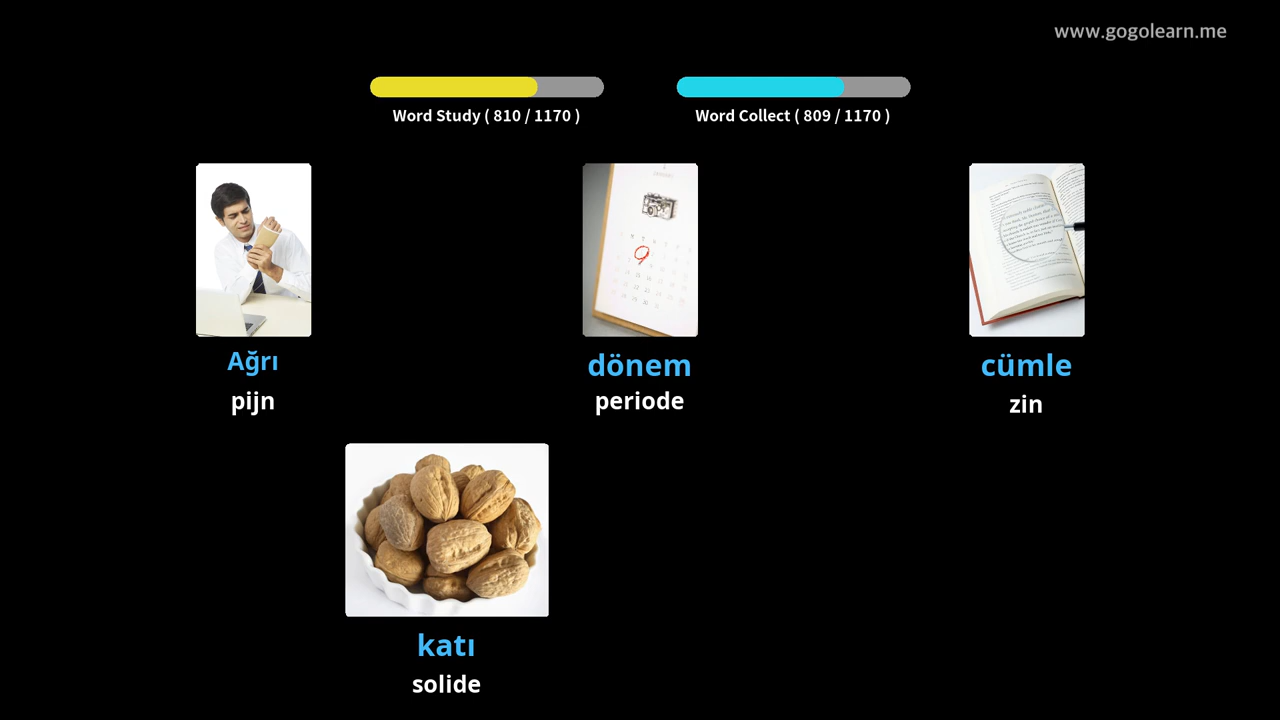 www.gogolearn.me
Word Study ( 810 / 1170 )
Word Collect ( 809 / 1170 )
Ağrı
dönem
cümle
pijn
periode
zin
katı
solide